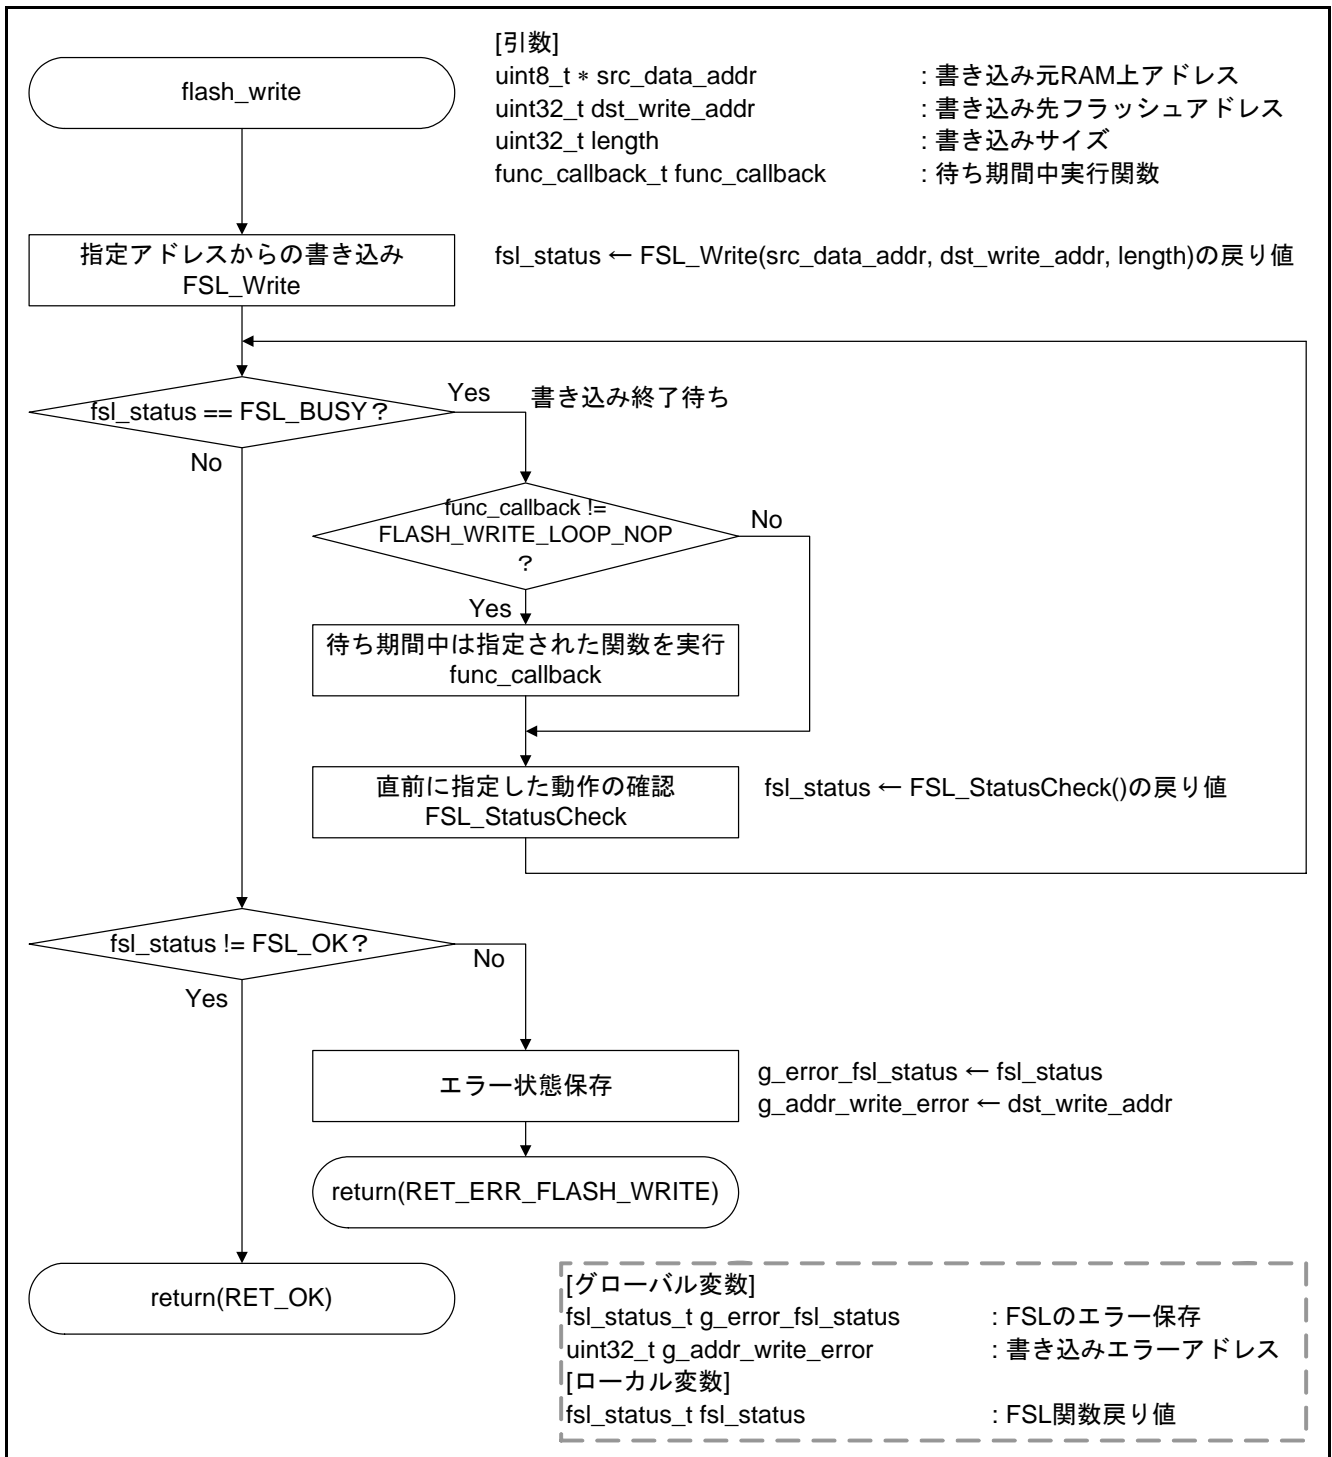 [引数]
flash_write
uint8_t * src_data_addr : 書き込み元RAM上アドレス
uint32_t dst_write_addr : 書き込み先フラッシュアドレス
uint32_t length : 書き込みサイズ
func_callback_t func_callback : 待ち期間中実行関数
指定アドレスからの書き込み
FSL_Write
fsl_status ← FSL_Write(src_data_addr, dst_write_addr, length)の戻り値
fsl_status == FSL_BUSY?
Yes
書き込み終了待ち
No
func_callback !=
FLASH_WRITE_LOOP_NOP
?
No
Yes
待ち期間中は指定された関数を実行
func_callback
直前に指定した動作の確認
FSL_StatusCheck
fsl_status ← FSL_StatusCheck()の戻り値
fsl_status != FSL_OK?
No
Yes
エラー状態保存
g_error_fsl_status ← fsl_status
g_addr_write_error ← dst_write_addr
return(RET_ERR_FLASH_WRITE)
return(RET_OK)
[グローバル変数]
fsl_status_t g_error_fsl_status : FSLのエラー保存
uint32_t g_addr_write_error : 書き込みエラーアドレス
[ローカル変数]
fsl_status_t fsl_status : FSL関数戻り値